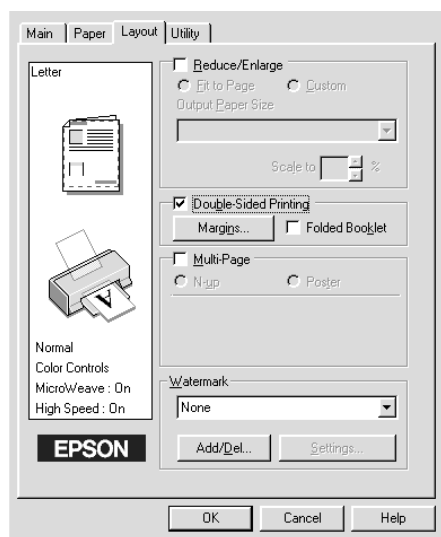 Main Paper Layout Utility
Letter
Normal
Color Controls
MicroWeave : On
High Speed : On
EPSON
Reduce/Enlarge
Fit to Page Custom
Output Paper Size
Scale to %
Double-Sided Printing
Margins... Folded Booklet
Multi-Page
N-up Poster
Watermark
None
Add/Del... Settings...
OK Cancel Help